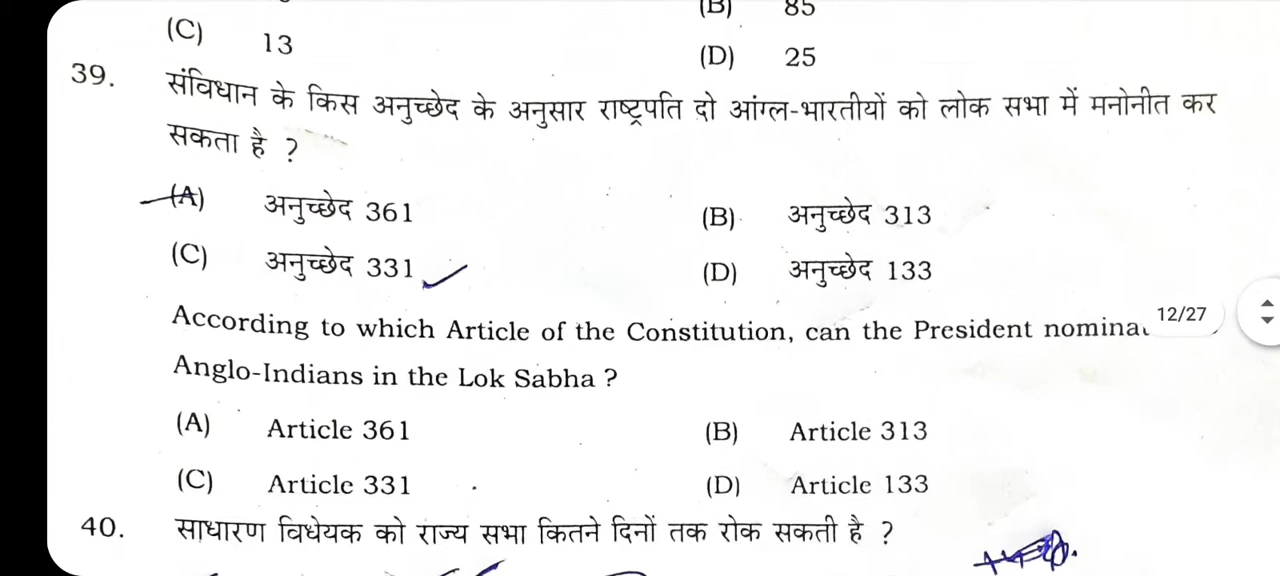 (B) 85
(C) 13
(D) 25
39. संविधान के किस अनुच्छेद के अनुसार राष्ट्रपति दो आंग्ल-भारतीयों को लोक सभा में मनोनीत कर
सकता है ?
(A) अनुच्छेद 361 (B) अनुच्छेद 313
(C) अनुच्छेद 331 (D) अनुच्छेद 133
According to which Article of the Constitution, can the President
12/27
Anglo-Indians in the Lok Sabha ?
(A) Article 361 (B) Article 313
(C) Article 331 (D) Article 133
40. साधारण विधेयक को राज्य सभा कितने दिनों तक रोक सकती है ?